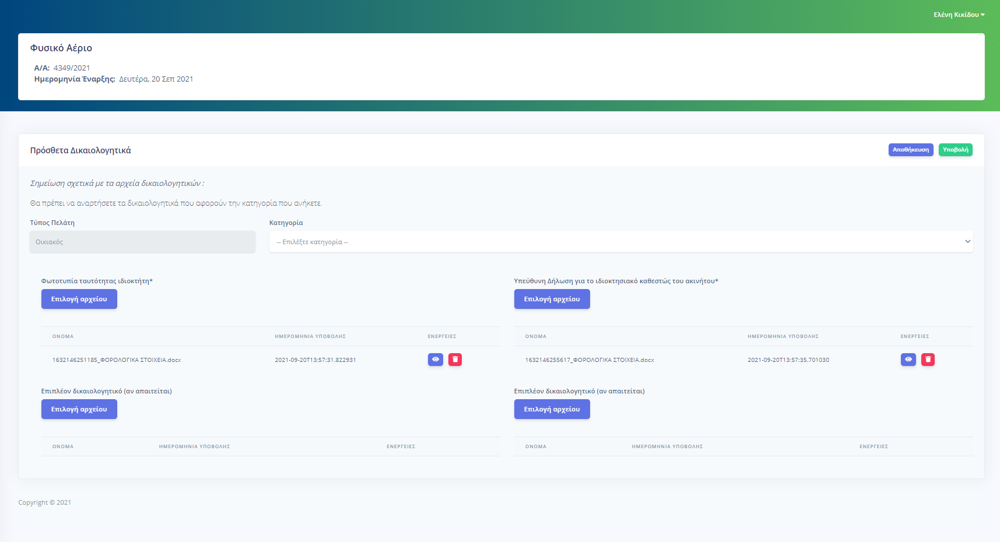 Ελένη Κικίδου
Φυσικό Αέριο
Α/Α: 4349/2021
Ημερομηνία Έναρξης: Δευτέρα, 20 Σεπ 2021
Πρόσθετα Δικαιολογητικά
Αποθήκευση Υποβολή
Σημείωση σχετικά με τα αρχεία δικαιολογητικών :
Θα πρέπει να αναρτήσετε τα δικαιολογητικά που αφορούν την κατηγορία που ανήκετε.
Τύπος Πελάτη Κατηγορία
Οικιακός -- Επιλέξτε κατηγορία --
Φωτοτυπία ταυτότητας ιδιοκτήτη* Υπεύθυνη Δήλωση για το ιδιοκτησιακό καθεστώς του ακινήτου*
Επιλογή αρχείου Επιλογή αρχείου
ΟΝΟΜΑ ΗΜΕΡΟΜΗΝΙΑ ΥΠΟΒΟΛΗΣ ΕΝΕΡΓΕΙΕΣ ΟΝΟΜΑ ΗΜΕΡΟΜΗΝΙΑ ΥΠΟΒΟΛΗΣ ΕΝΕΡΓΕΙΕΣ
1632146251185_ΦΟΡΟΛΟΓΙΚΑ ΣΤΟΙΧΕΙΑ.docx 2021-09-20T13:57:31.822931 1632146255617_ΦΟΡΟΛΟΓΙΚΑ ΣΤΟΙΧΕΙΑ.docx 2021-09-20T13:57:35.701030
Επιπλέον δικαιολογητικό (αν απαιτείται) Επιπλέον δικαιολογητικό (αν απαιτείται)
Επιλογή αρχείου Επιλογή αρχείου
ΟΝΟΜΑ ΗΜΕΡΟΜΗΝΙΑ ΥΠΟΒΟΛΗΣ ΕΝΕΡΓΕΙΕΣ ΟΝΟΜΑ ΗΜΕΡΟΜΗΝΙΑ ΥΠΟΒΟΛΗΣ ΕΝΕΡΓΕΙΕΣ
Copyright © 2021